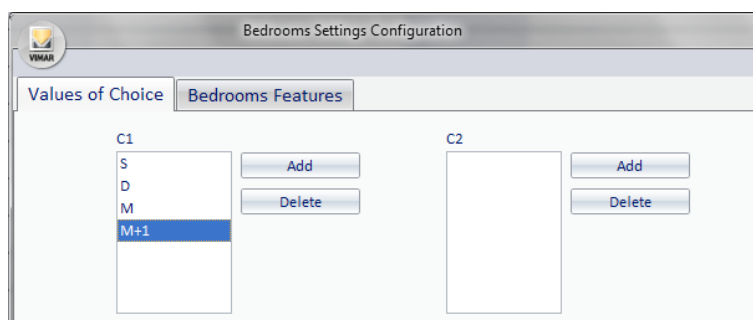 Bedrooms Settings Configuration
VIMAR
Values of Choice Bedrooms Features
C1 C2
S Add Add
D
M Delete Delete
M+1